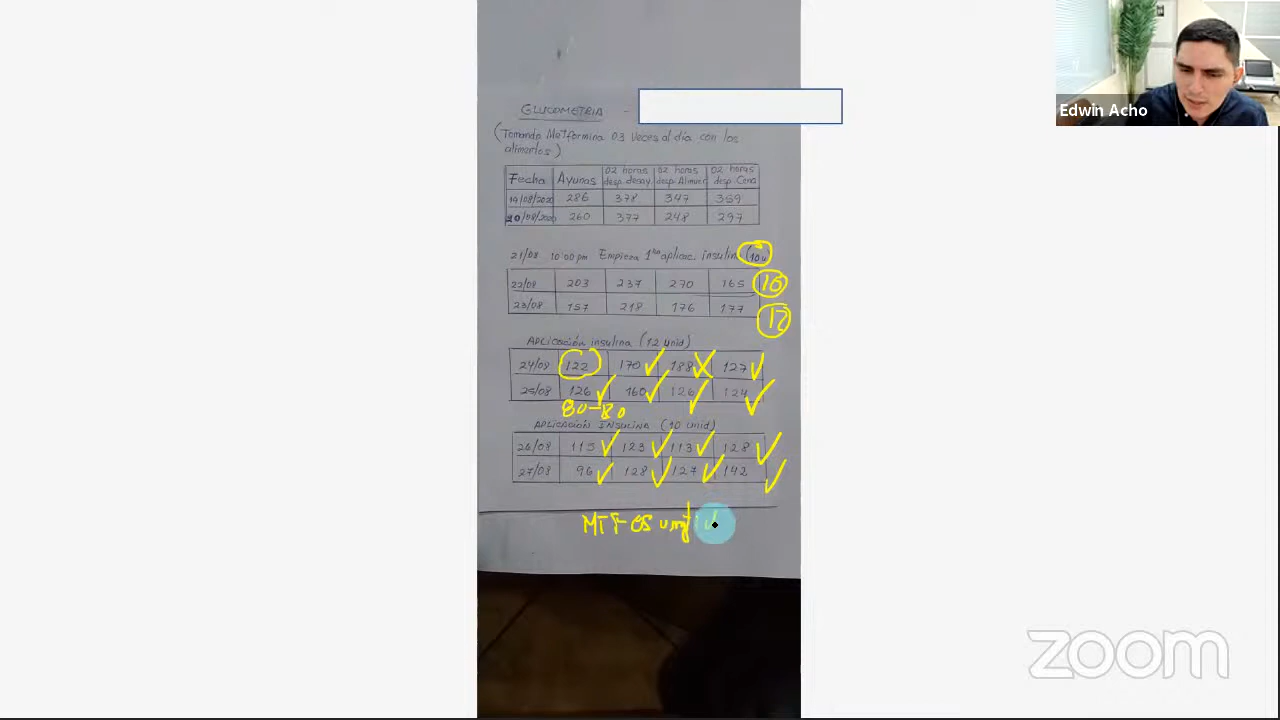 GLUCOMETRIA -
(Tomando Metformina 03 veces al día con los
alimentos)
Fecha Ayunas 02 horas desp. desay 02 horas desp. Almuer 02 horas desp. Cena
19/08/2020 286 378 347 359
20/08/2020 260 377 248 297
21/08 10:00 pm Empieza 1ra aplicac. insulin (10 u
22/08 203 237 270 165 10
23/08 157 218 176 177 12
APLICACIÓN insulina (12 Unid)
24/08 122 170 188 127
25/08 126 160 126 124
80-80
APLICACIÓN INSULINA (10 unid)
26/08 115 123 113 128
27/08 96 128 127 142
MTF
Edwin Acho
zoom